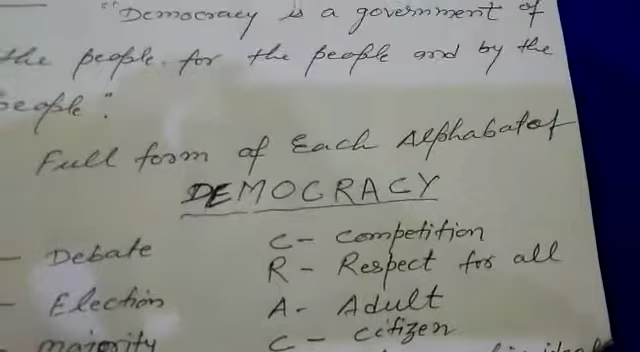 "Democracy is a government of
the people. for the people and by the
people."
Full form of Each Alphabat of
DEMOCRACY
– Debate
C – Competition
R – Respect for all
– Election
A – Adult
– majority
C – citizen